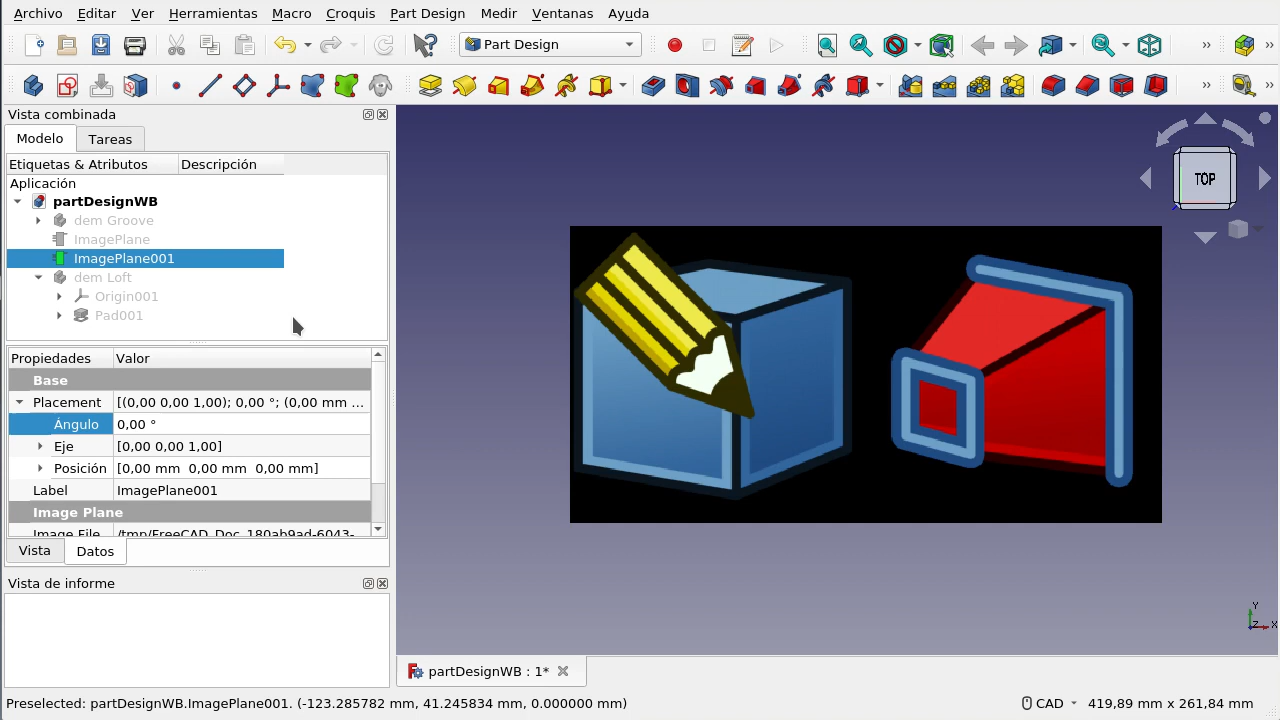 Archivo Editar Ver Herramientas Macro Croquis Part Design Medir Ventanas Ayuda
Part Design
Vista combinada
Modelo Tareas
Etiquetas & Atributos Descripción
Aplicación
partDesignWB
dem Groove
ImagePlane
ImagePlane001
dem Loft
Origin001
Pad001
Propiedades Valor
Base
Placement [(0,00 0,00 1,00); 0,00 °; (0,00 mm ...
Ángulo 0,00 °
Eje [0,00 0,00 1,00]
Posición [0,00 mm 0,00 mm 0,00 mm]
Label ImagePlane001
Image Plane
Image File /tmp/FreeCAD_Doc_180ab9ad-6043-
Vista Datos
Vista de informe
TOP
Y
Z X
partDesignWB : 1*
Preselected: partDesignWB.ImagePlane001. (-123.285782 mm, 41.245834 mm, 0.000000 mm)
CAD 419,89 mm x 261,84 mm